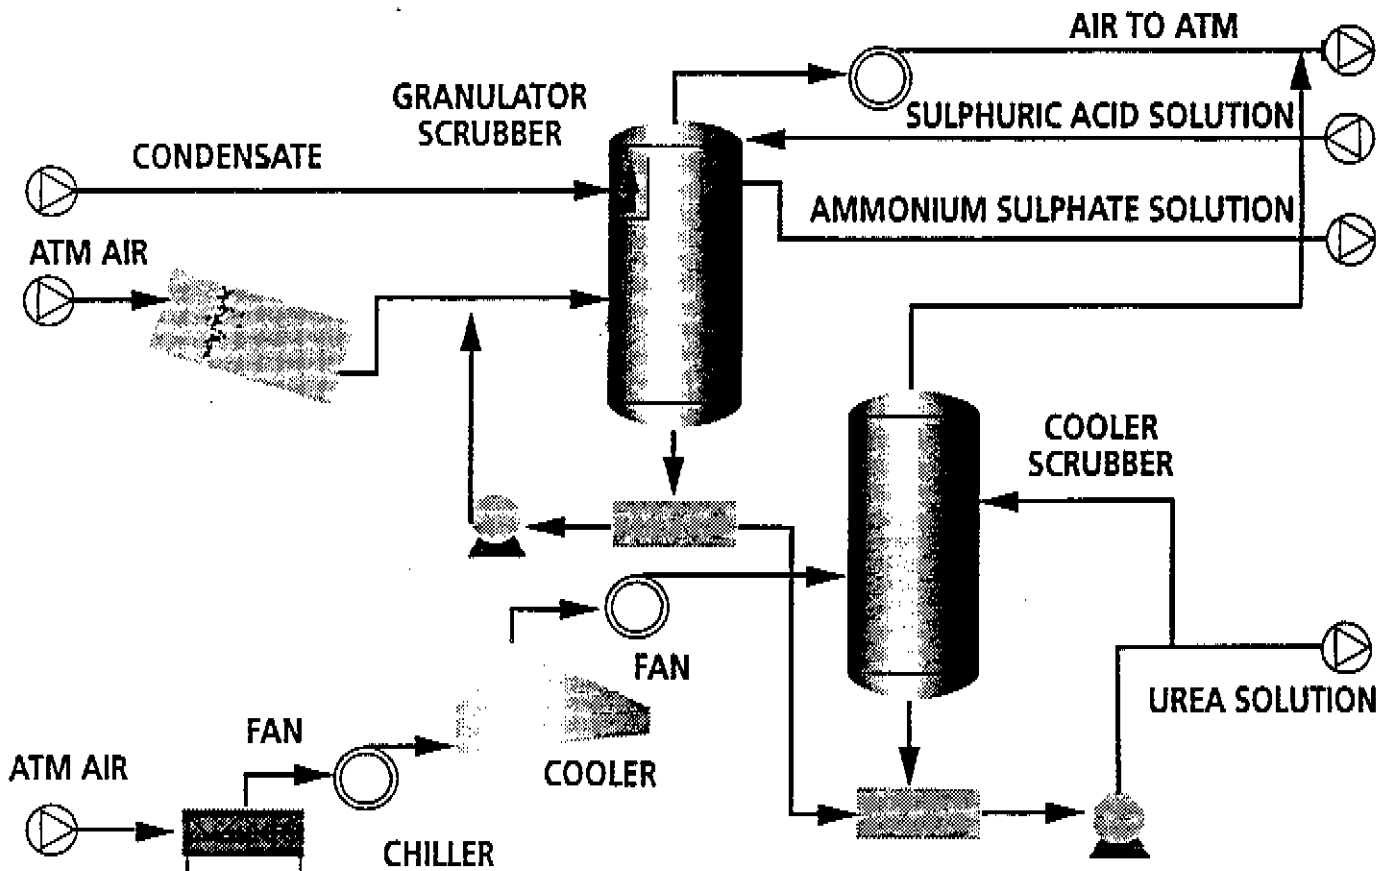 AIR TO ATM
GRANULATOR
SCRUBBER
SULPHURIC ACID SOLUTION
CONDENSATE
AMMONIUM SULPHATE SOLUTION
ATM AIR
COOLER
SCRUBBER
FAN
UREA SOLUTION
FAN
ATM AIR
COOLER
CHILLER